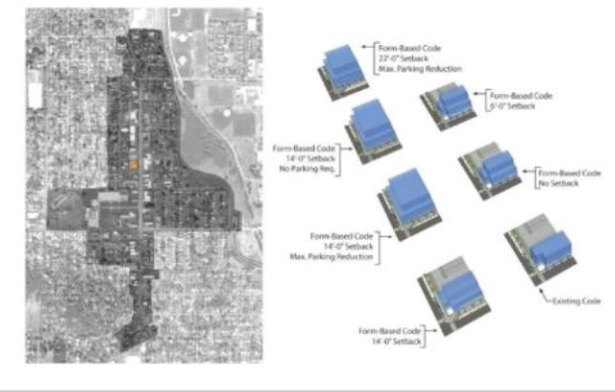 Form-Based Code
22'-0" Setback
Max. Parking Reduction
Form-Based Code
6'-0" Setback
Form-Based Code
14'-0" Setback
No Parking Req.
Form-Based Code
No Setback
Form-Based Code
14'-0" Setback
Max. Parking Reduction
Existing Code
Form-Based Code
14'-0" Setback